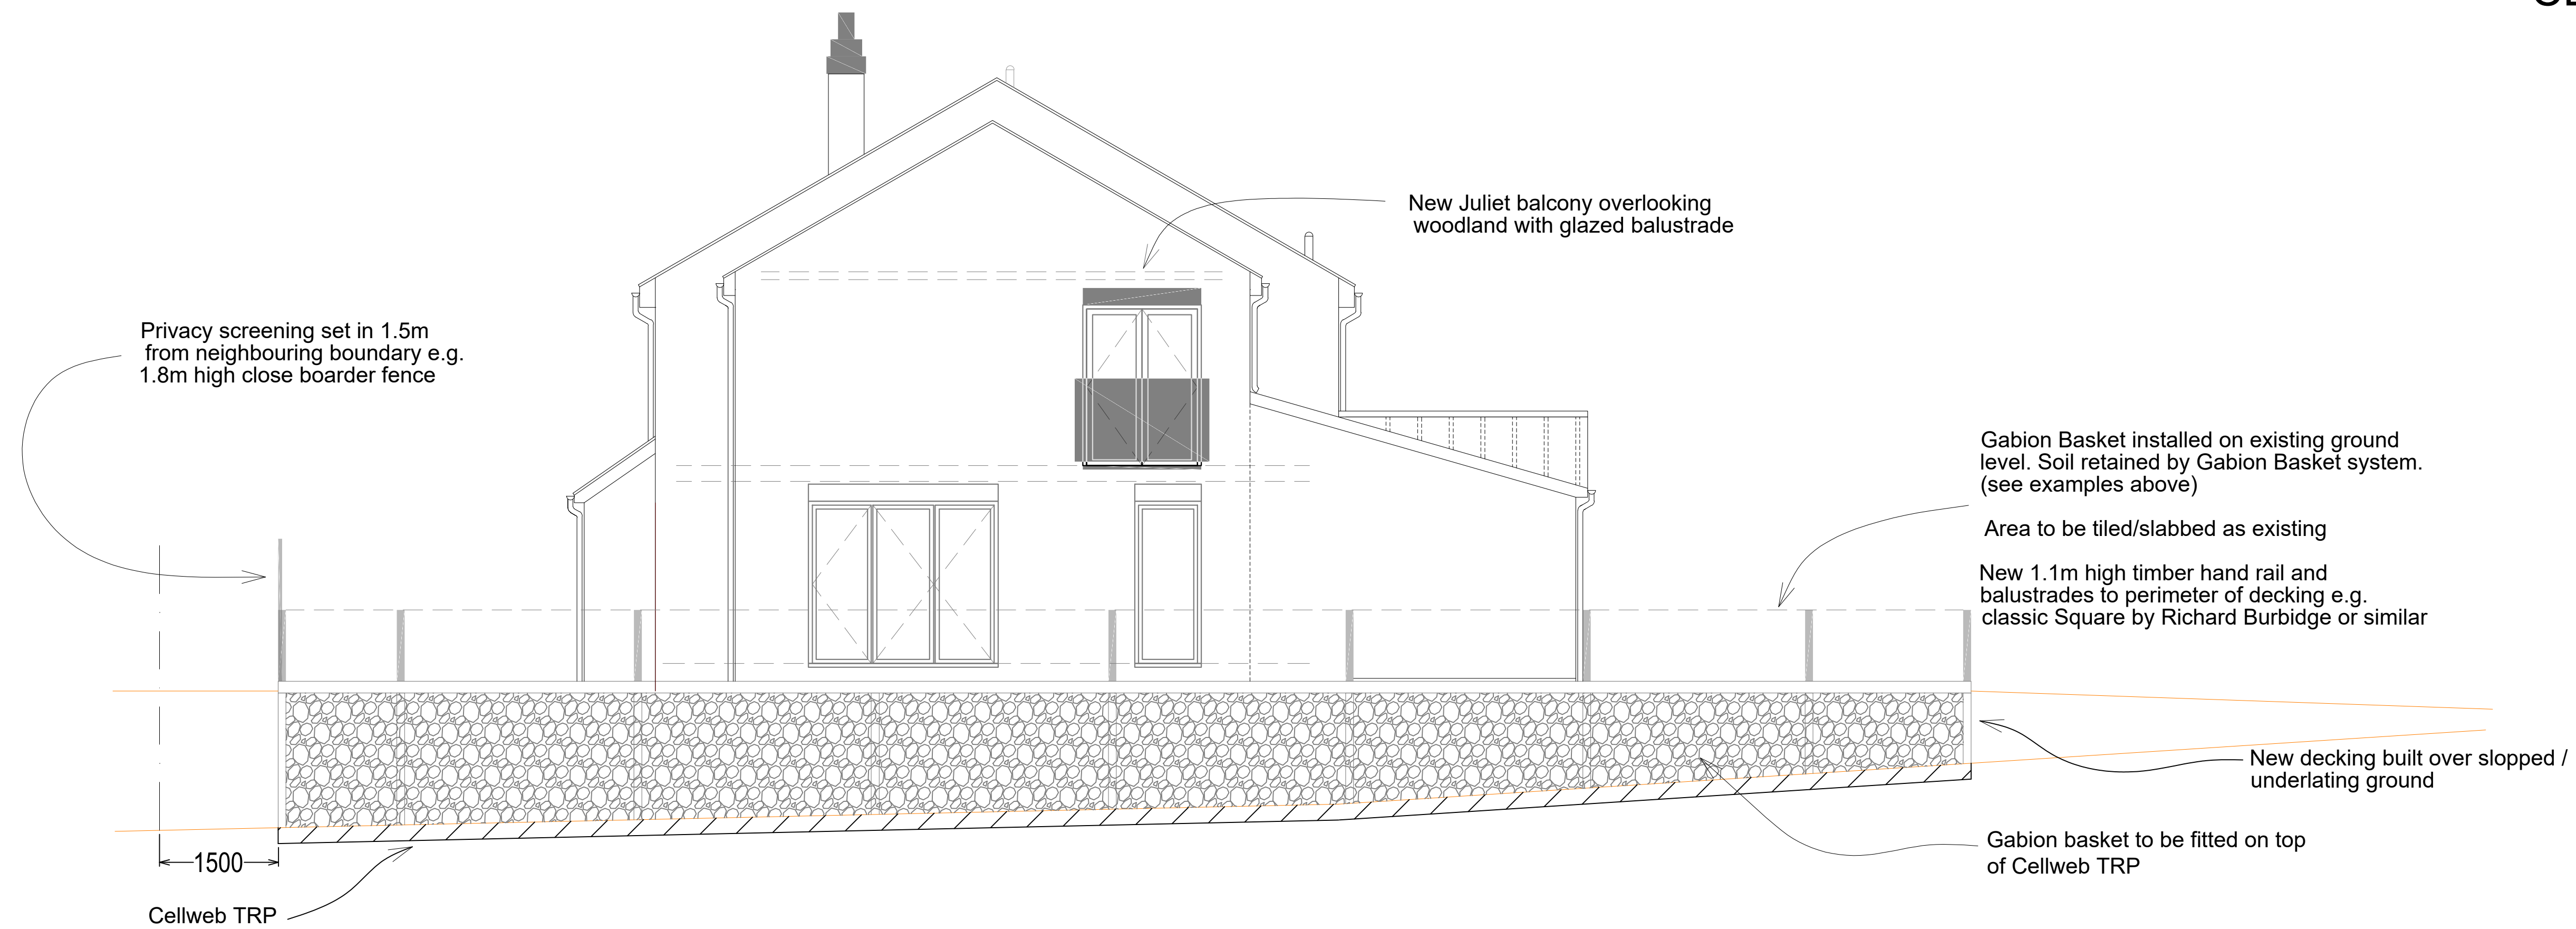 New Juliet balcony overlooking
woodland with glazed balustrade
Privacy screening set in 1.5m
from neighbouring boundary e.g.
1.8m high close boarder fence
Gabion Basket installed on existing ground
level. Soil retained by Gabion Basket system.
(see examples above)
Area to be tiled/slabbed as existing
New 1.1m high timber hand rail and
balustrades to perimeter of decking e.g.
classic Square by Richard Burbidge or similar
New decking built over slopped /
underlating ground
Gabion basket to be fitted on top
of Cellweb TRP
1500
Cellweb TRP